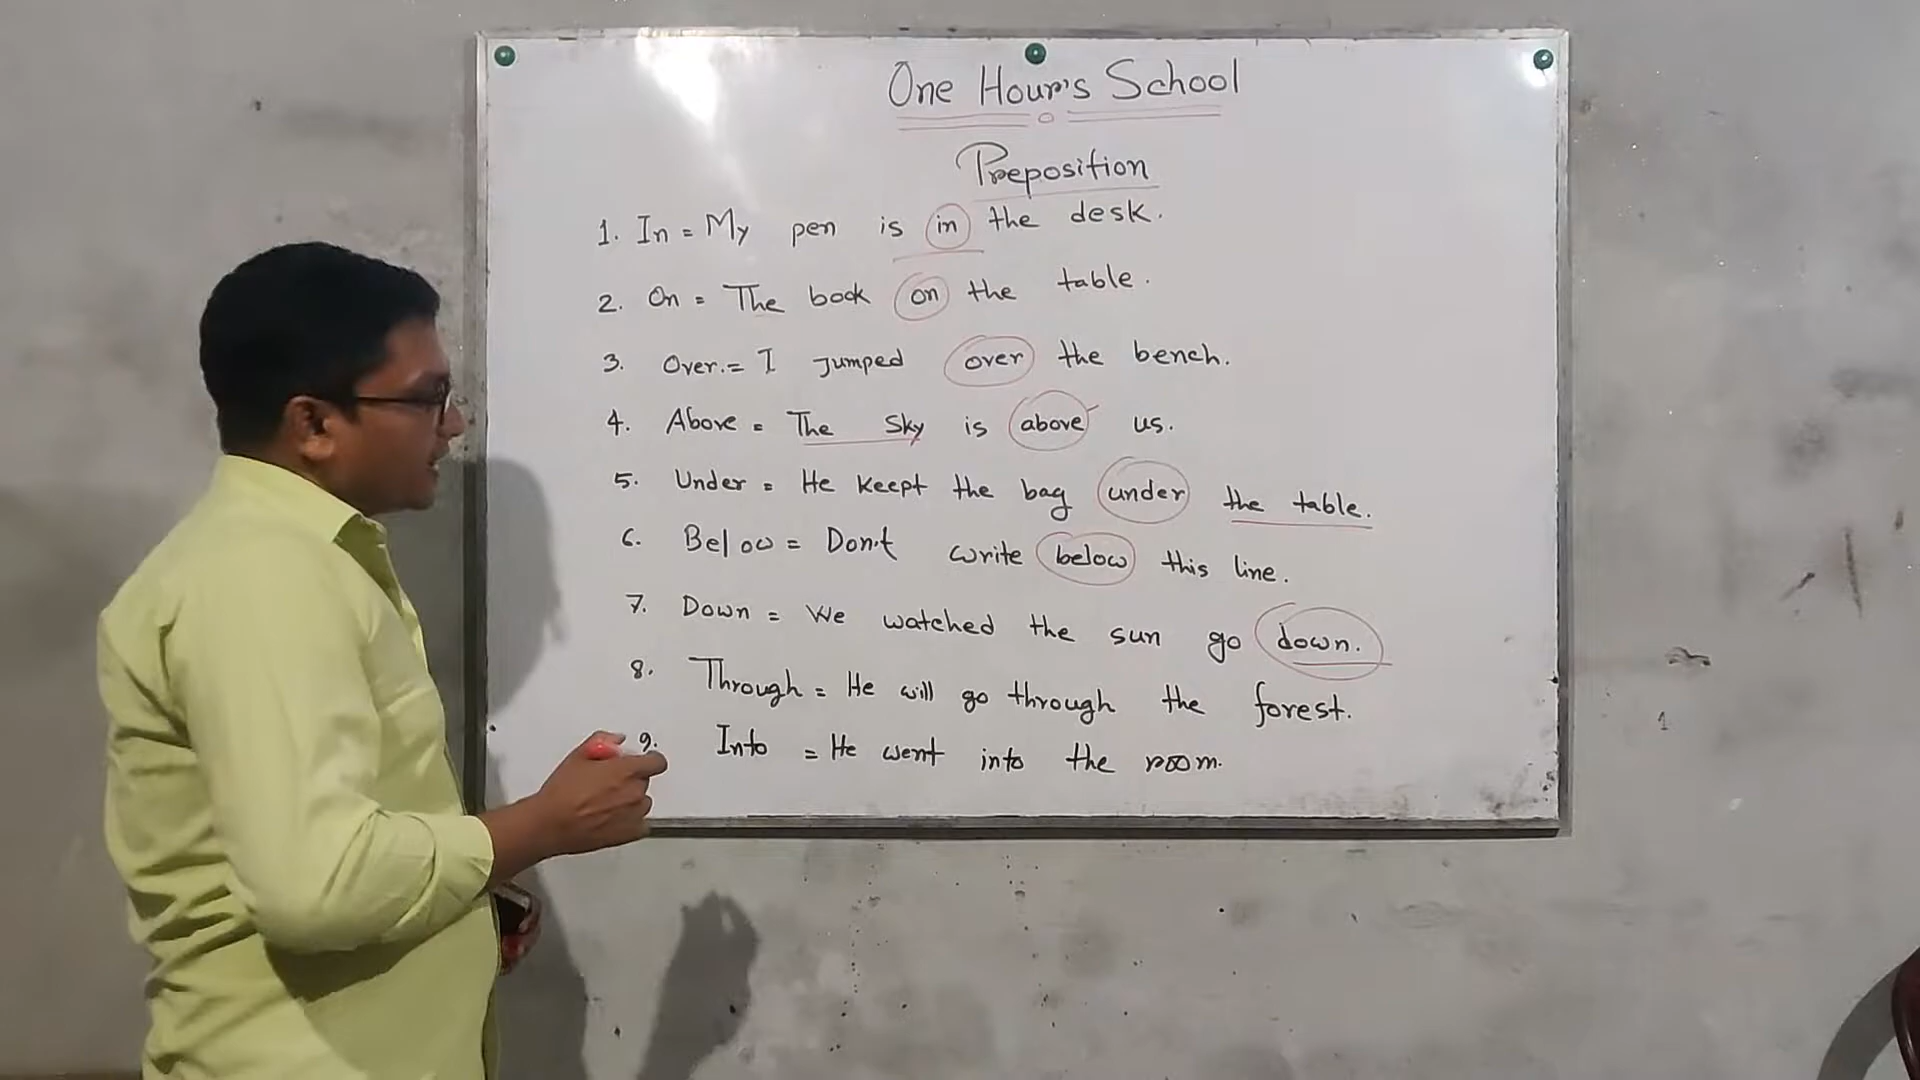 One Hour's School
Preposition
1. In = My pen is in the desk.
2. On = The book on the table.
3. Over. = I Jumped over the bench.
4. Above = The Sky is above us.
5. Under = He keept the bag under the table.
6. Below = Don't write below this line.
7. Down = We watched the sun go down.
8. Through = He will go through the forest.
9. Into = He went into the room.